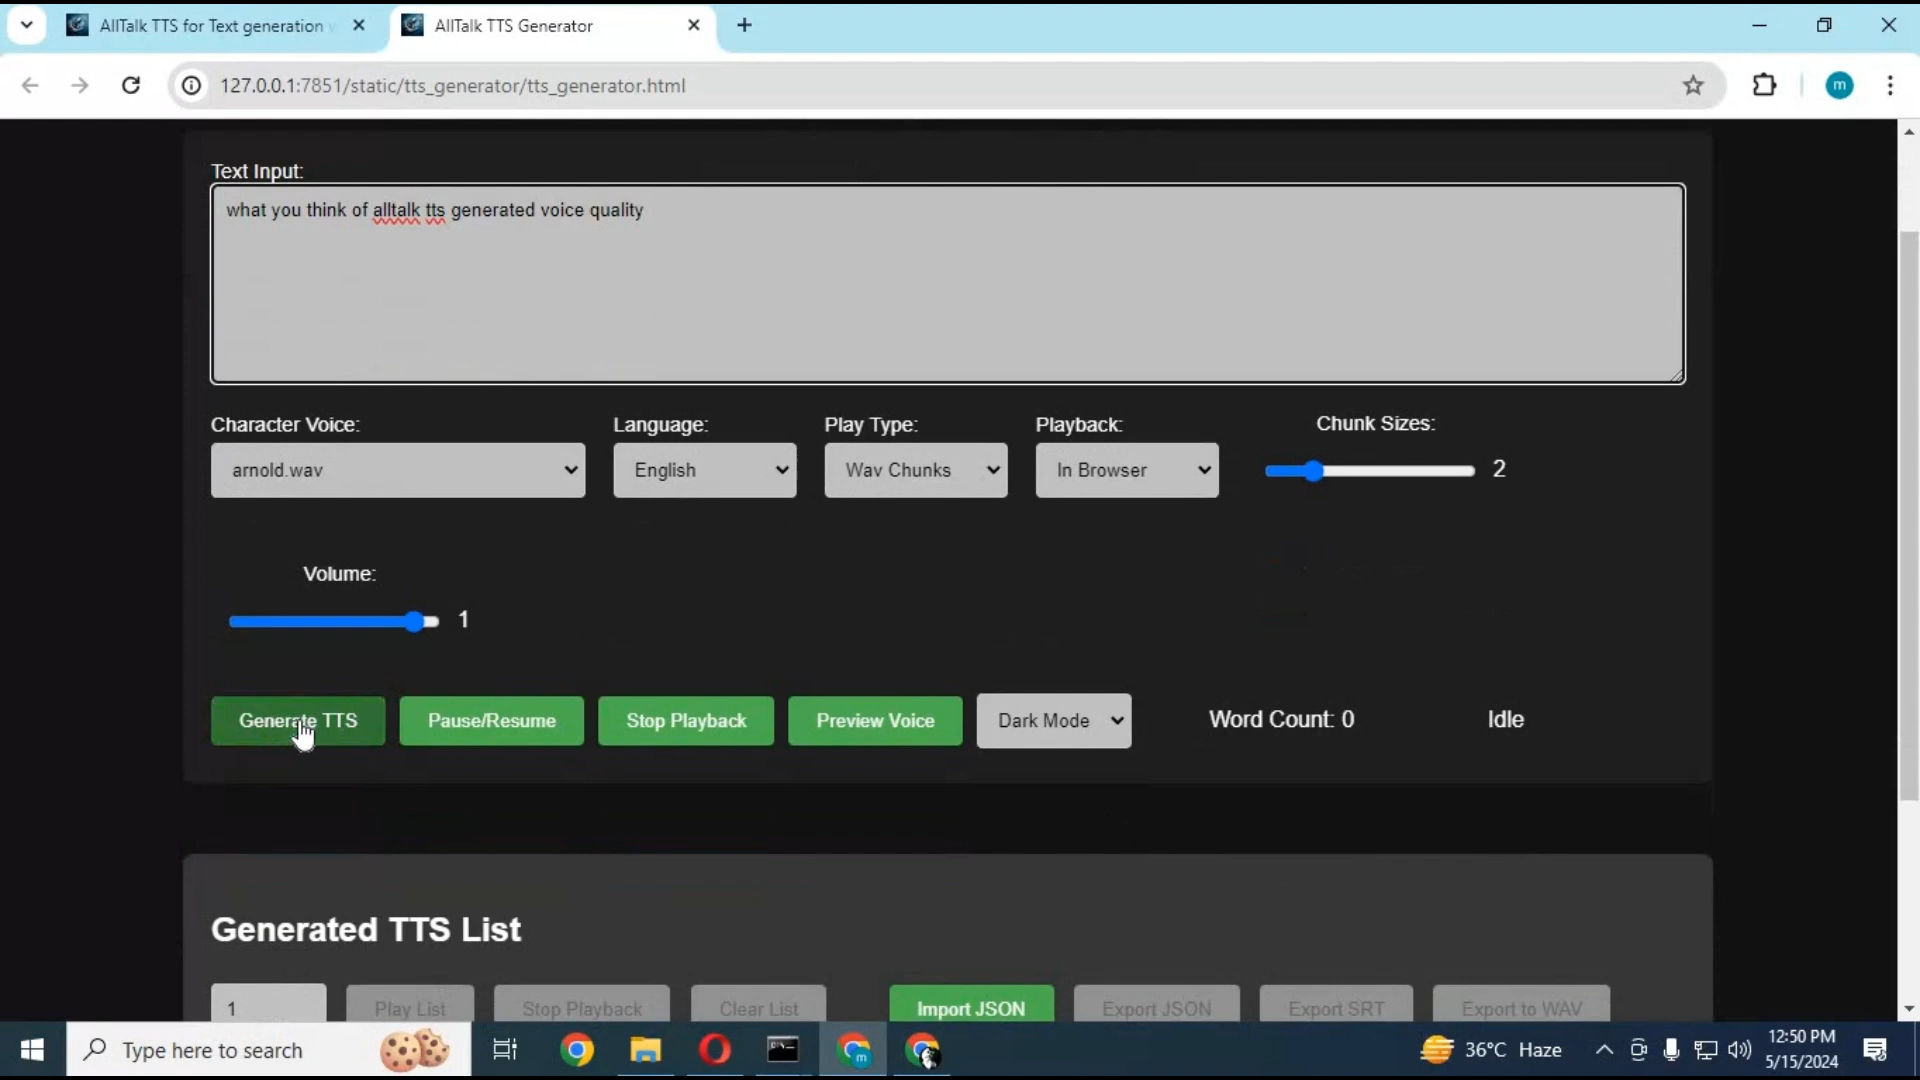 AllTalk TTS for Text generation
AllTalk TTS Generator
127.0.0.1:7851/static/tts_generator/tts_generator.html
m
Text Input:
what you think of alltalk tts generated voice quality
Character Voice: Language: Play Type: Playback: Chunk Sizes:
arnold.wav English Wav Chunks In Browser 2
Volume:
1
Generate TTS Pause/Resume Stop Playback Preview Voice Dark Mode Word Count: 0 Idle
Generated TTS List
1 Play List Stop Playback Clear List Import JSON Export JSON Export SRT Export to WAV
Type here to search
m
36°C Haze
12:50 PM
5/15/2024